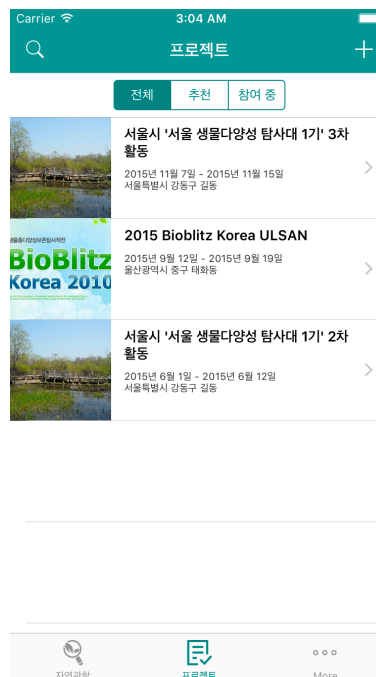 Carrier 3:04 AM
프로젝트
전체 추천 참여 중
서울시 '서울 생물다양성 탐사대 1기' 3차
활동
2015년 11월 7일 - 2015년 11월 15일
서울특별시 강동구 길동
BioBlitz
Korea 2010
2015 Bioblitz Korea ULSAN
2015년 9월 12일 - 2015년 9월 19일
울산광역시 중구 태화동
서울시 '서울 생물다양성 탐사대 1기' 2차
활동
2015년 6월 1일 - 2015년 6월 12일
서울특별시 강동구 길동
자연관찰 프로젝트 More